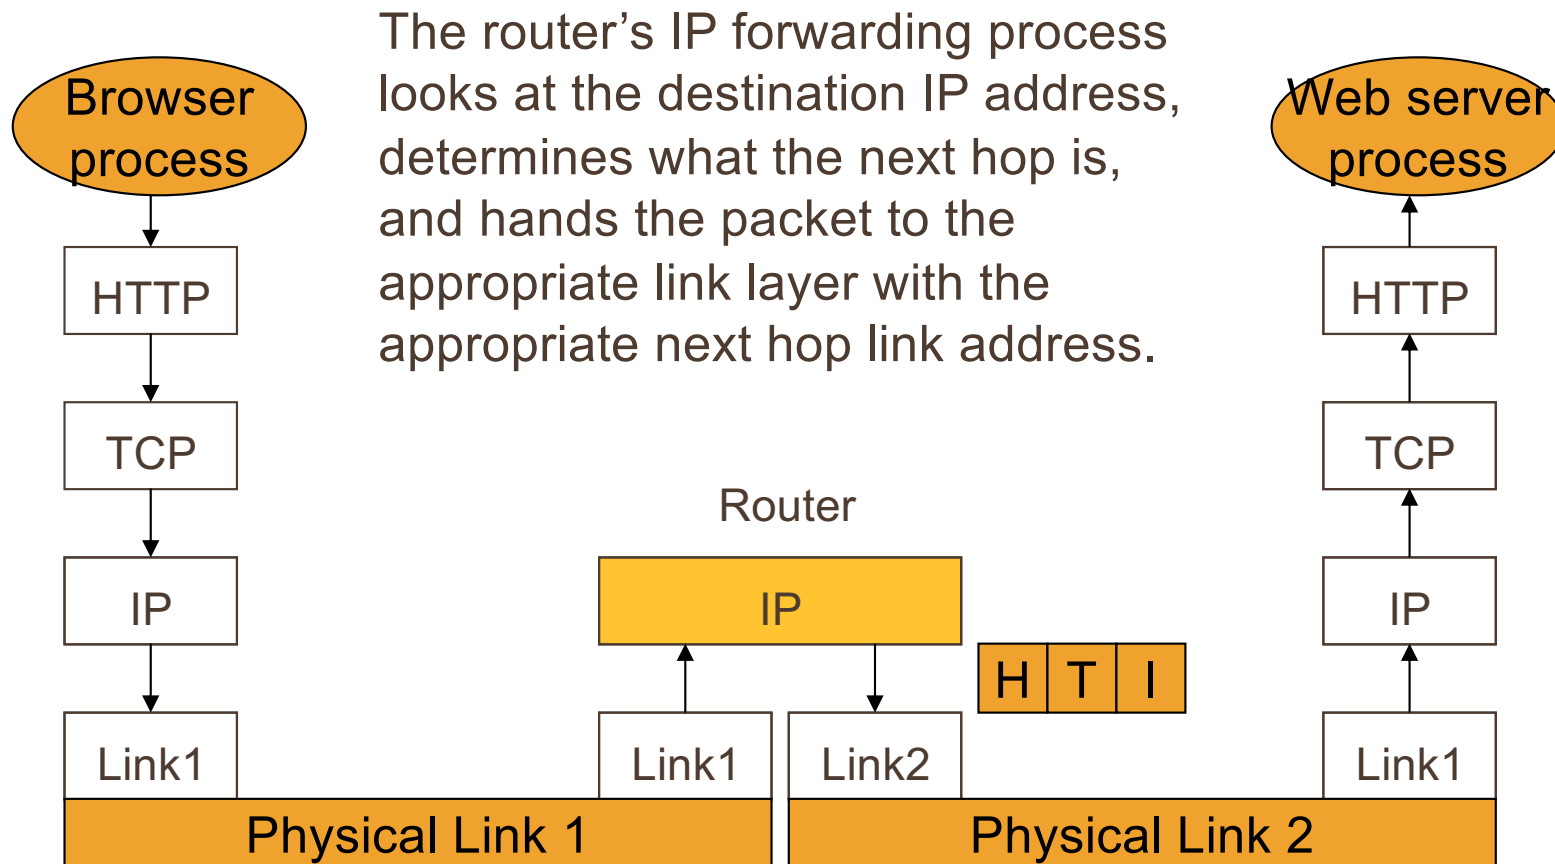 The router’s IP forwarding process
looks at the destination IP address,
determines what the next hop is,
and hands the packet to the
appropriate link layer with the
appropriate next hop link address.
Browser
process
HTTP
TCP
IP
Link1
Router
IP
Link1
Link2
H T I
Web server
process
HTTP
TCP
IP
Link1
Physical Link 1
Physical Link 2